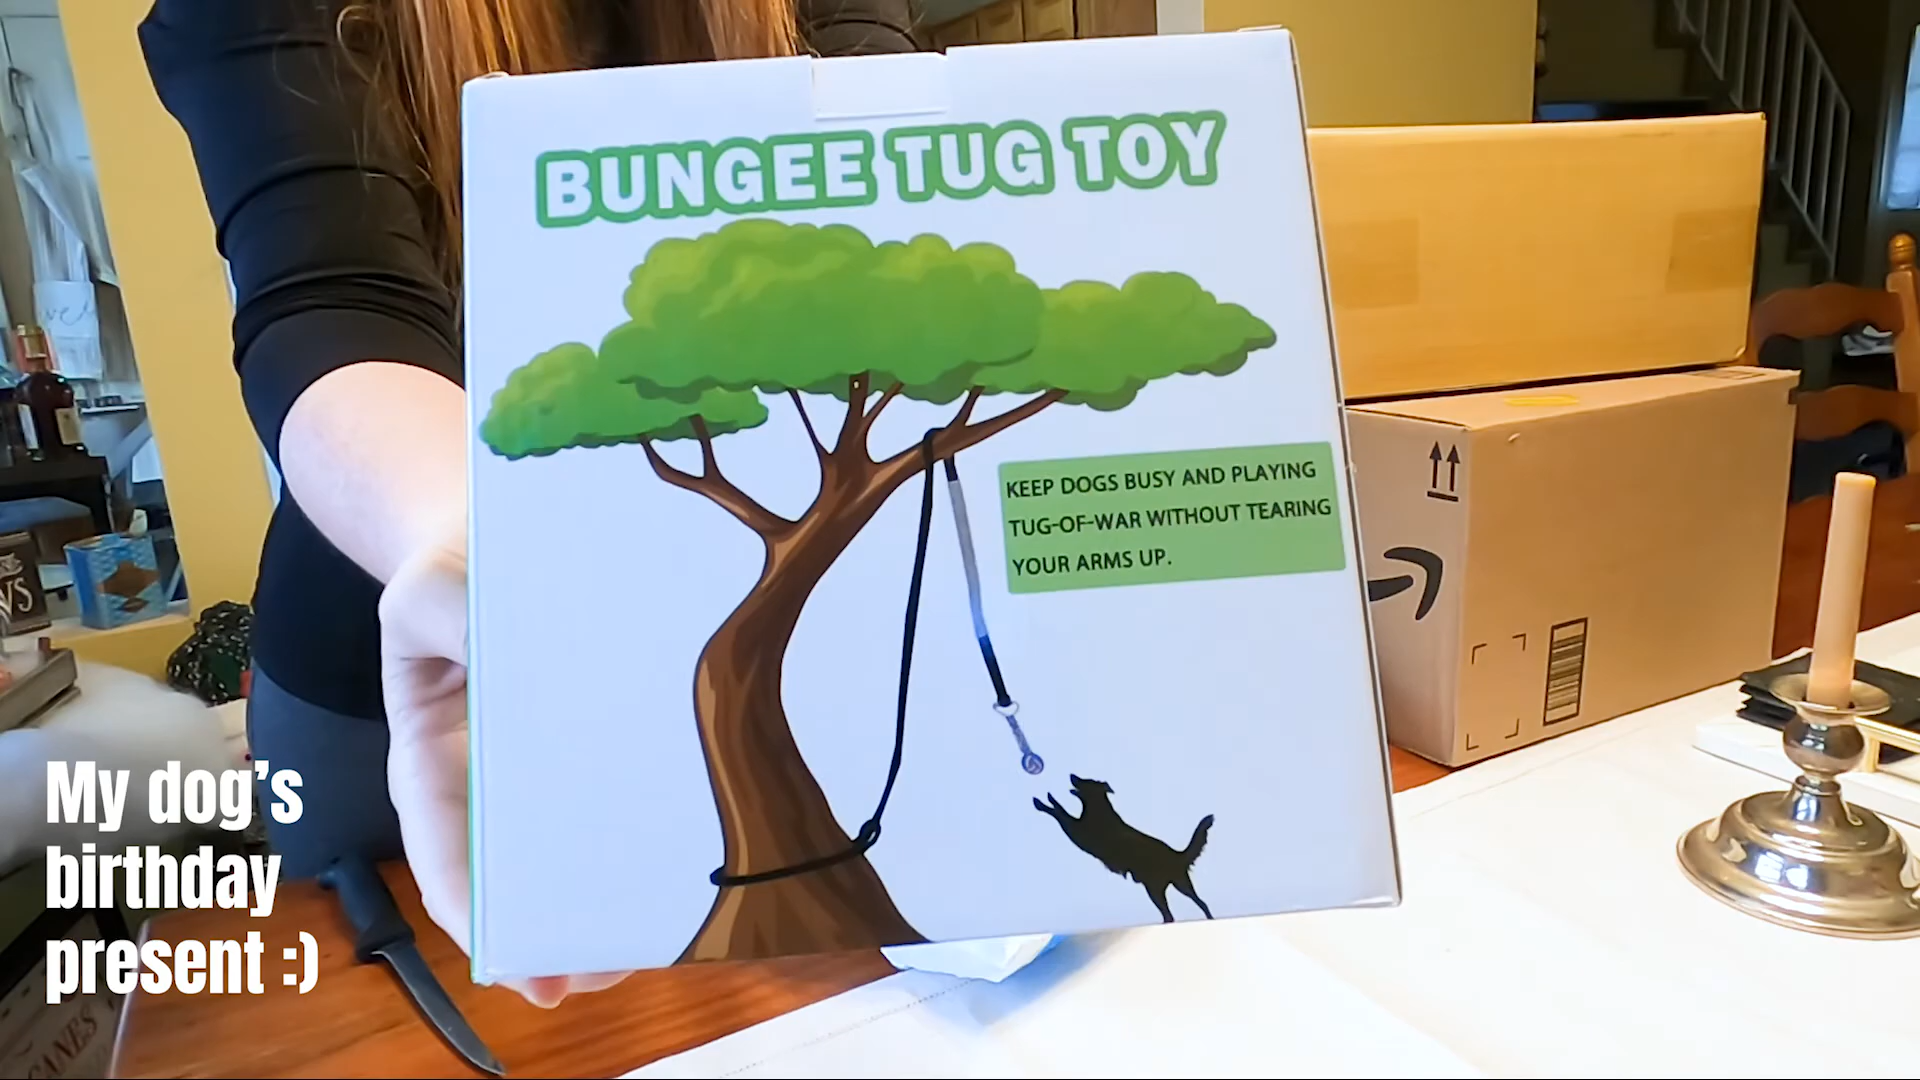 BUNGEE TUG TOY
KEEP DOGS BUSY AND PLAYING
TUG-OF-WAR WITHOUT TEARING
YOUR ARMS UP.
My dog's
birthday
present :)